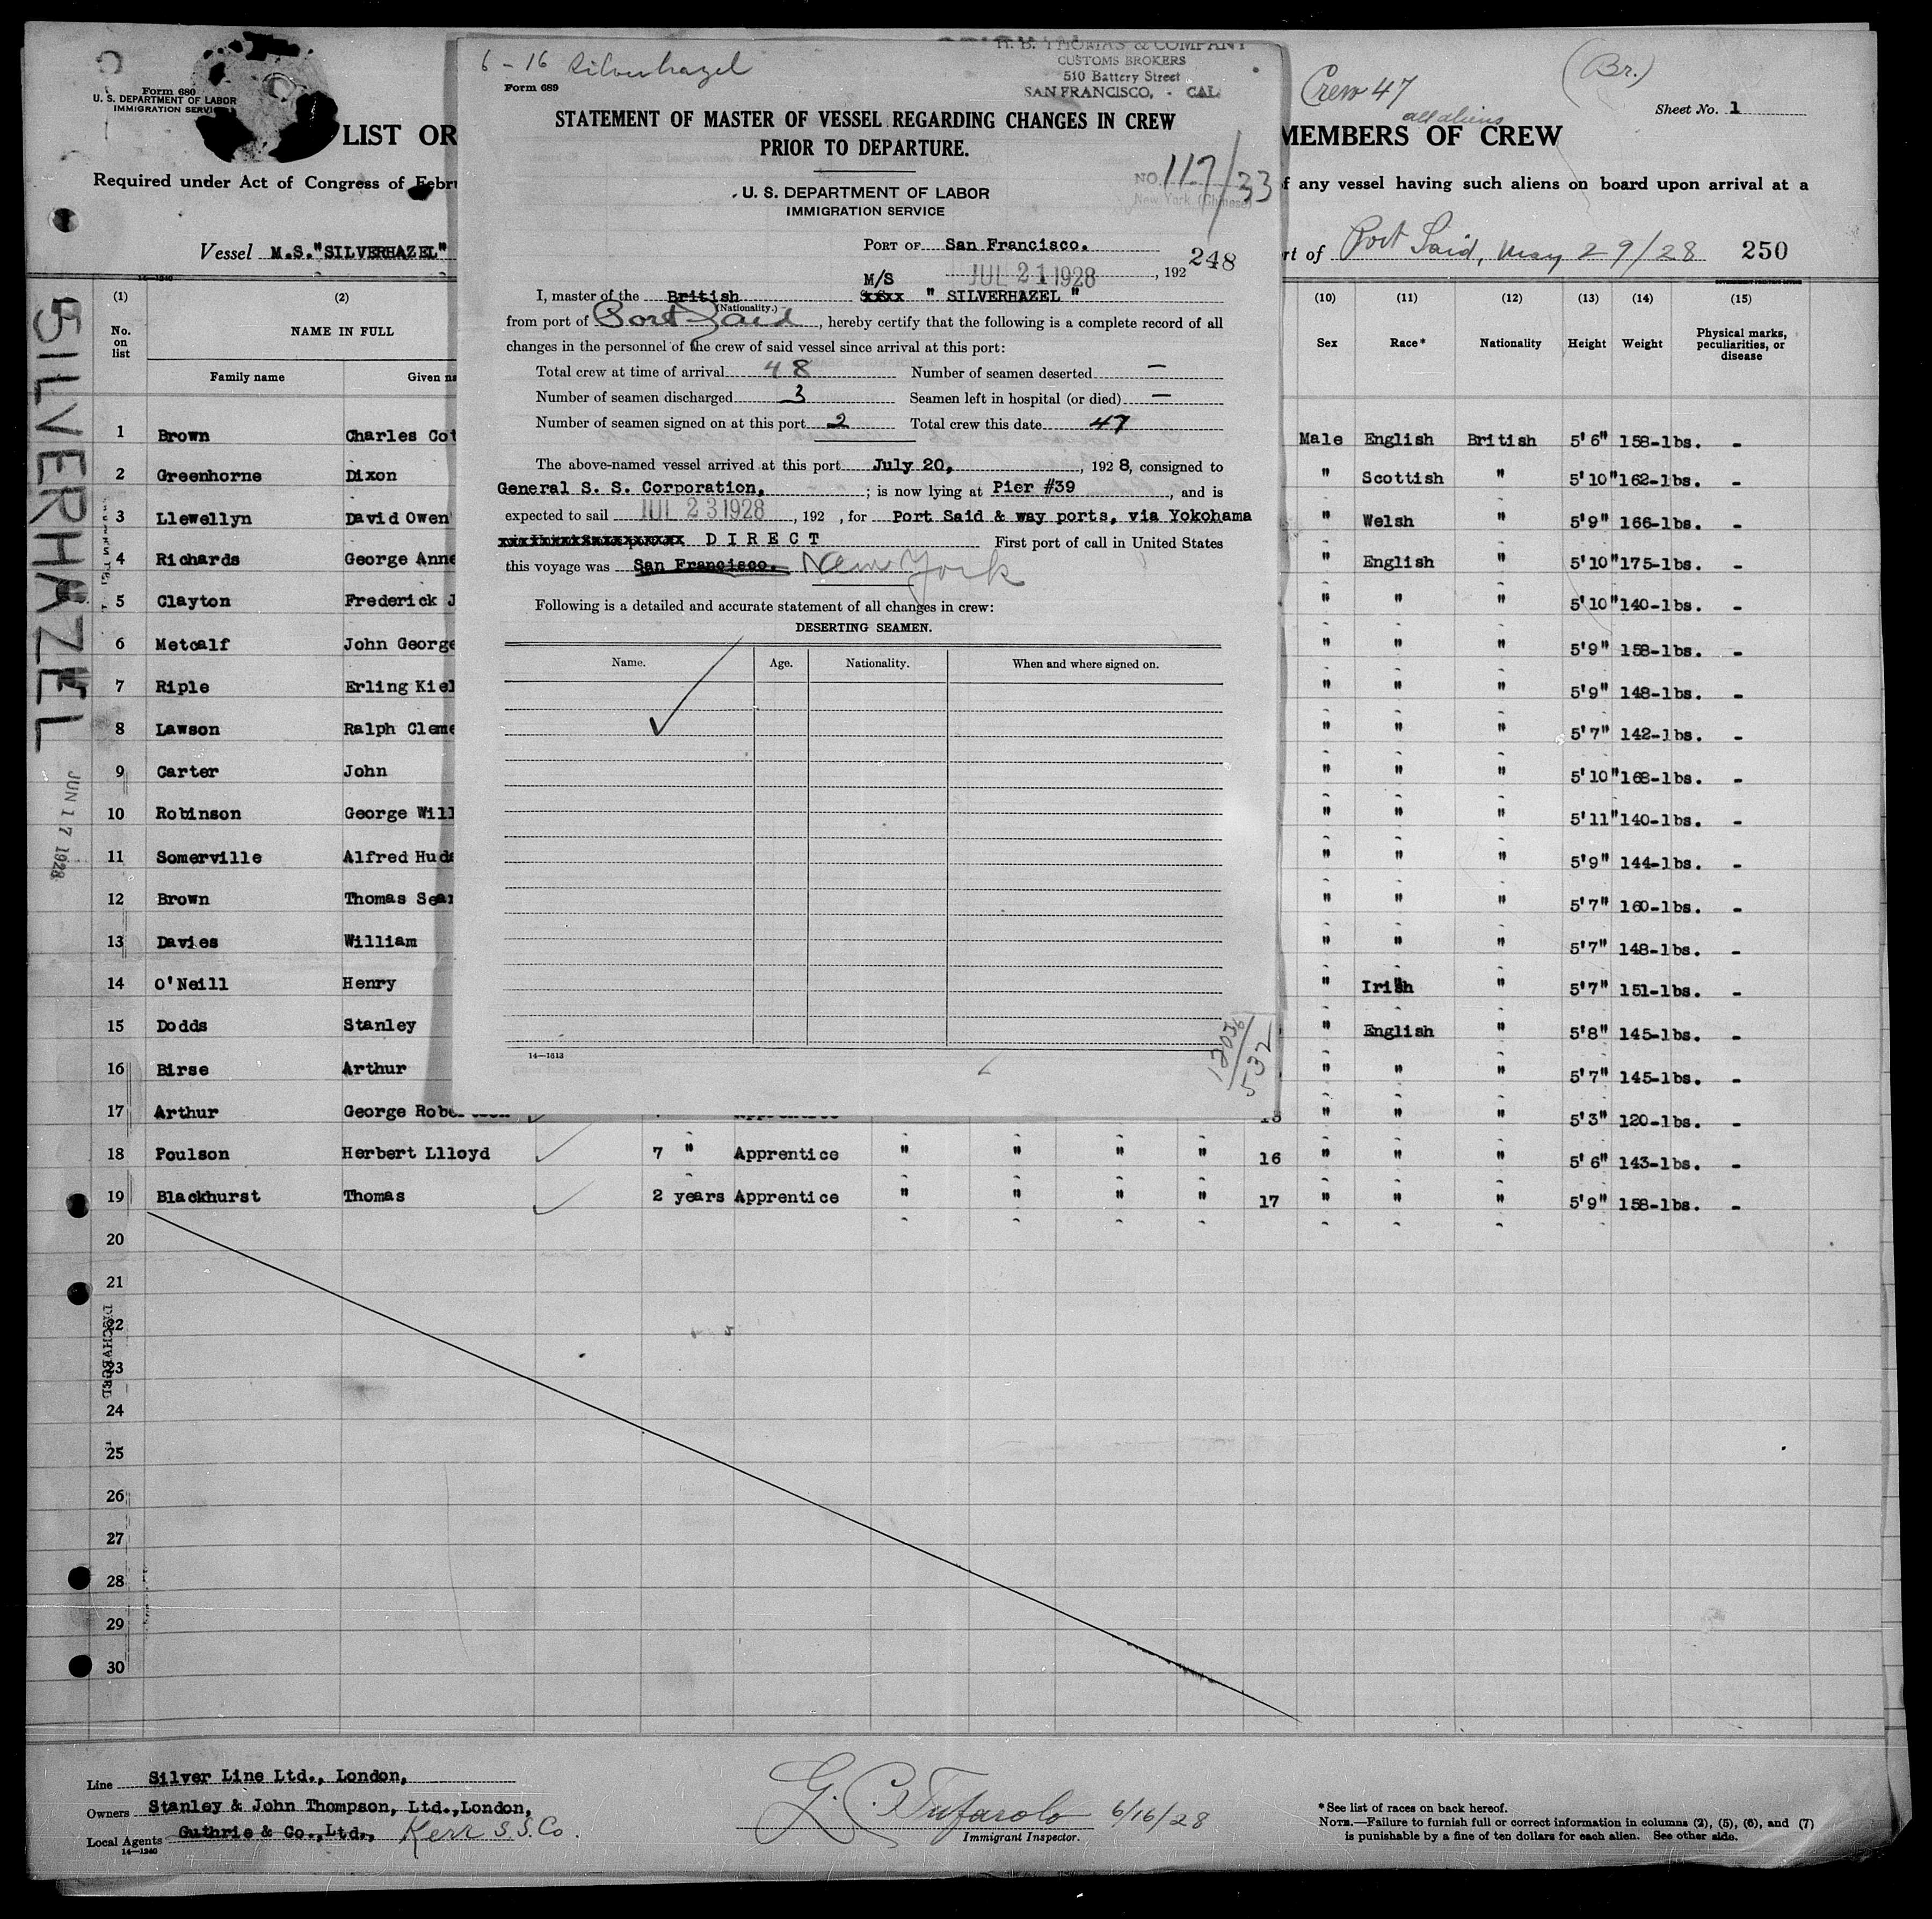 6 - 16 Silverhazel
Form 689
H. B. THOMAS & COMPANY
CUSTOMS BROKERS
510 Battery Street
SAN FRANCISCO, - CAL
STATEMENT OF MASTER OF VESSEL REGARDING CHANGES IN CREW
PRIOR TO DEPARTURE.
U. S. DEPARTMENT OF LABOR
IMMIGRATION SERVICE
NO. 117/33
New York (Chinese)
PORT OF San Francisco.
JUL 21 1928, 192
248
M/S
I, master of the British xxxx " SILVERHAZEL "
(Nationality.)
from port of Port Said, hereby certify that the following is a complete record of all
changes in the personnel of the crew of said vessel since arrival at this port:
Total crew at time of arrival 48 Number of seamen deserted —
Number of seamen discharged 3 Seamen left in hospital (or died) —
Number of seamen signed on at this port 2 Total crew this date 47
The above-named vessel arrived at this port July 20, , 192 8, consigned to
General S. S. Corporation, ; is now lying at Pier #39 , and is
expected to sail JUL 23 1928 , 192 , for Port Said & way ports, via Yokohama
DIRECT First port of call in United States
this voyage was San Francisco. New York
Following is a detailed and accurate statement of all changes in crew:
DESERTING SEAMEN.
Name. Age. Nationality. When and where signed on.
14—1613
12026/532
Form 680
U. S. DEPARTMENT OF LABOR
IMMIGRATION SERVICE
Crew 47
all aliens
(Br.)
Sheet No. 1
LIST OR MEMBERS OF CREW
Required under Act of Congress of Febru f any vessel having such aliens on board upon arrival at a
Vessel M.S."SILVERHAZEL" rt of Port Said, May 29/28 250
14—1240
(1) (2) (10) (11) (12) (13) (14) (15)
No. on list NAME IN FULL Sex Race* Nationality Height Weight Physical marks, peculiarities, or disease
Family name Given na
1 Brown Charles Cot Male English British 5'6" 158-lbs. -
2 Greenhorne Dixon " Scottish " 5'10" 162-lbs. -
3 Llewellyn David Owen " Welsh " 5'9" 166-lbs. -
4 Richards George Anne " English " 5'10" 175-lbs. -
5 Clayton Frederick J " " " 5'10" 140-lbs. -
6 Metcalf John George " " " 5'9" 158-lbs. -
7 Riple Erling Kiel " " " 5'9" 148-lbs. -
8 Lawson Ralph Cleme " " " 5'7" 142-lbs. -
9 Carter John " " " 5'10" 168-lbs. -
10 Robinson George Will " " " 5'11" 140-lbs. -
11 Somerville Alfred Huds " " " 5'9" 144-lbs. -
12 Brown Thomas Sear " " " 5'7" 160-lbs. -
13 Davies William " " " 5'7" 148-lbs. -
14 O'Neill Henry " Irish " 5'7" 151-lbs. -
15 Dodds Stanley " English " 5'8" 145-lbs. -
16 Birse Arthur " " " 5'7" 145-lbs. -
17 Arthur George Robertson Apprentice " " " 5'3" 120-lbs. -
18 Poulson Herbert Llloyd 7 " Apprentice " " " " 16 " " " 5'6" 143-lbs. -
19 Blackhurst Thomas 2 years Apprentice " " " " 17 " " " 5'9" 158-lbs. -
20
21
22
23
24
25
26
27
28
29
30
SILVERHAZEL
JUN 17 1928
DISCHARGED
Line Silver Line Ltd., London,
Owners Stanley & John Thompson, Ltd.,London,
Local Agents Guthrie & Co.,Ltd., Kerr S.S. Co.
14—1240
G. C. Tufarolo 6/16/28
Immigrant Inspector.
*See list of races on back hereof.
NOTE.—Failure to furnish full or correct information in columns (2), (5), (6), and (7)
is punishable by a fine of ten dollars for each alien. See other side.